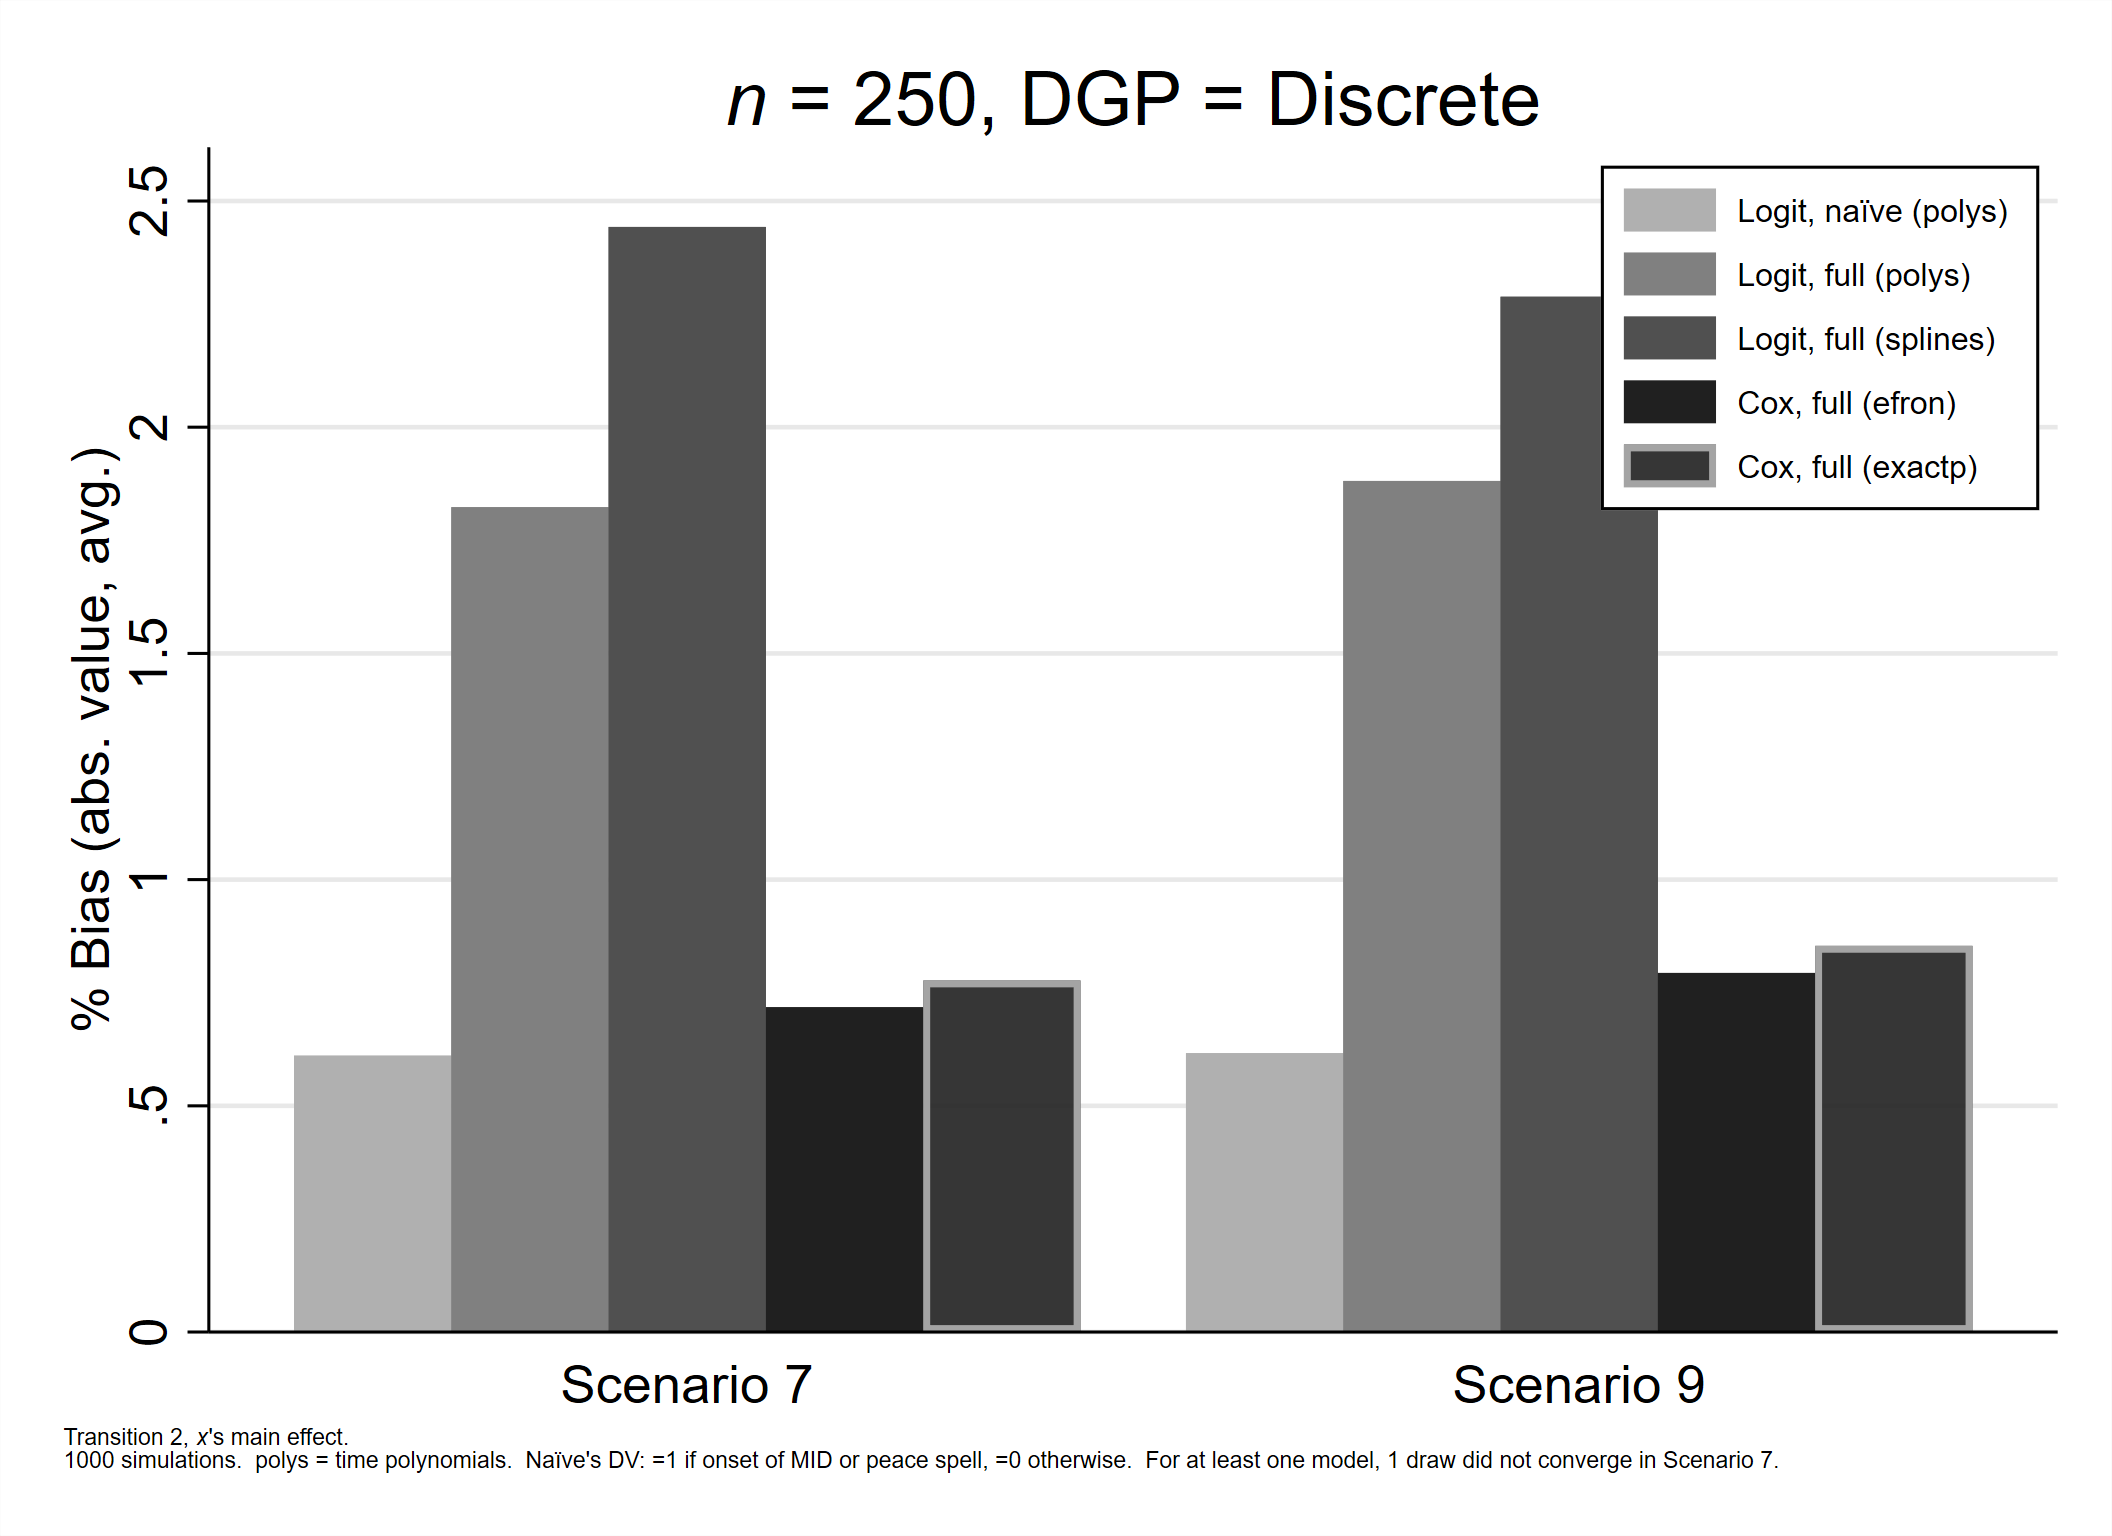 n = 250, DGP = Discrete
% Bias (abs. value, avg.)
2.5
2
1.5
1
.5
0
Logit, naïve (polys)
Logit, full (polys)
Logit, full (splines)
Cox, full (efron)
Cox, full (exactp)
Scenario 7
Scenario 9
Transition 2, x's main effect.
1000 simulations.  polys = time polynomials.  Naïve's DV: =1 if onset of MID or peace spell, =0 otherwise.  For at least one model, 1 draw did not converge in Scenario 7.